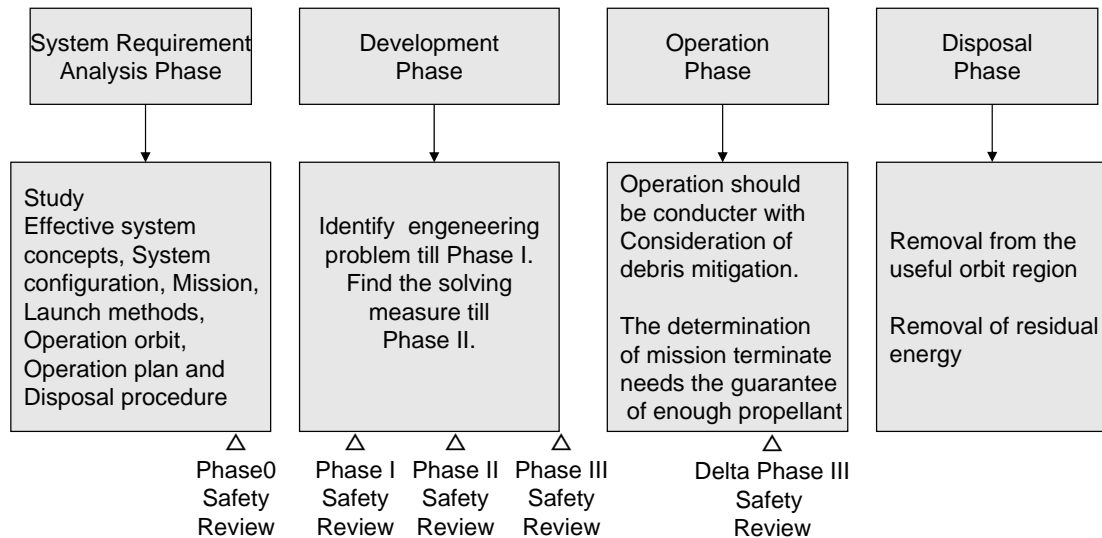 System Requirement
Analysis Phase
Development
Phase
Operation
Phase
Disposal
Phase
Study
Effective system
concepts, System
configuration, Mission,
Launch methods,
Operation orbit,
Operation plan and
Disposal procedure
Identify engeneering
problem till Phase I.
Find the solving
measure till
Phase II.
Operation should
be conducter with
Consideration of
debris mitigation.
The determination
of mission terminate
needs the guarantee
of enough propellant
Removal from the
useful orbit region
Removal of residual
energy
Phase0
Safety
Review
Phase I
Safety
Review
Phase II
Safety
Review
Phase III
Safety
Review
Delta Phase III
Safety
Review